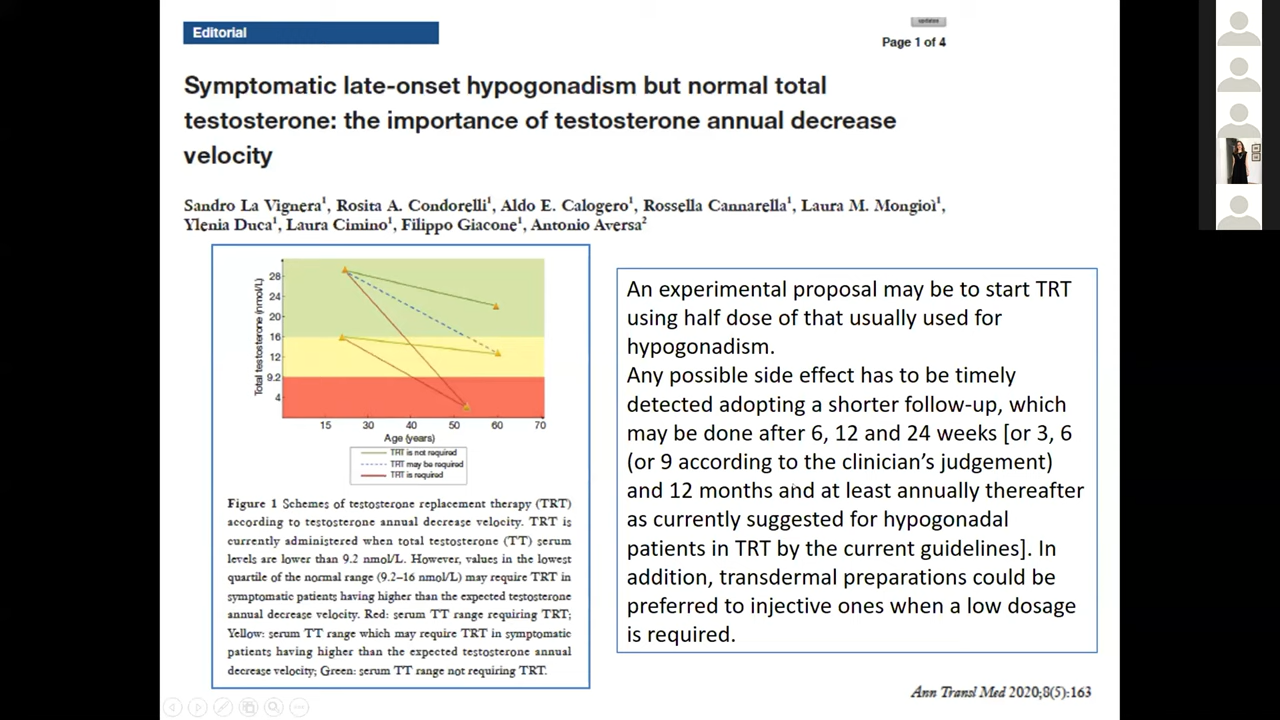 Editorial
updates
Page 1 of 4
Symptomatic late-onset hypogonadism but normal total
testosterone: the importance of testosterone annual decrease
velocity
Sandro La Vignera1, Rosita A. Condorelli1, Aldo E. Calogero1, Rossella Cannarella1, Laura M. Mongioì1,
Ylenia Duca1, Laura Cimino1, Filippo Giacone1, Antonio Aversa2
Total testosterone (nmol/L)
28
24
20
16
12
9.2
4
15 30 40 50 60 70
Age (years)
TRT is not required
TRT may be required
TRT is required
Figure 1 Schemes of testosterone replacement therapy (TRT)
according to testosterone annual decrease velocity. TRT is
currently administered when total testosterone (TT) serum
levels are lower than 9.2 nmol/L. However, values in the lowest
quartile of the normal range (9.2–16 nmol/L) may require TRT in
symptomatic patients having higher than the expected testosterone
annual decrease velocity. Red: serum TT range requiring TRT;
Yellow: serum TT range which may require TRT in symptomatic
patients having higher than the expected testosterone annual
decrease velocity; Green: serum TT range not requiring TRT.
An experimental proposal may be to start TRT
using half dose of that usually used for
hypogonadism.
Any possible side effect has to be timely
detected adopting a shorter follow-up, which
may be done after 6, 12 and 24 weeks [or 3, 6
(or 9 according to the clinician's judgement)
and 12 months and at least annually thereafter
as currently suggested for hypogonadal
patients in TRT by the current guidelines]. In
addition, transdermal preparations could be
preferred to injective ones when a low dosage
is required.
Ann Transl Med 2020;8(5):163